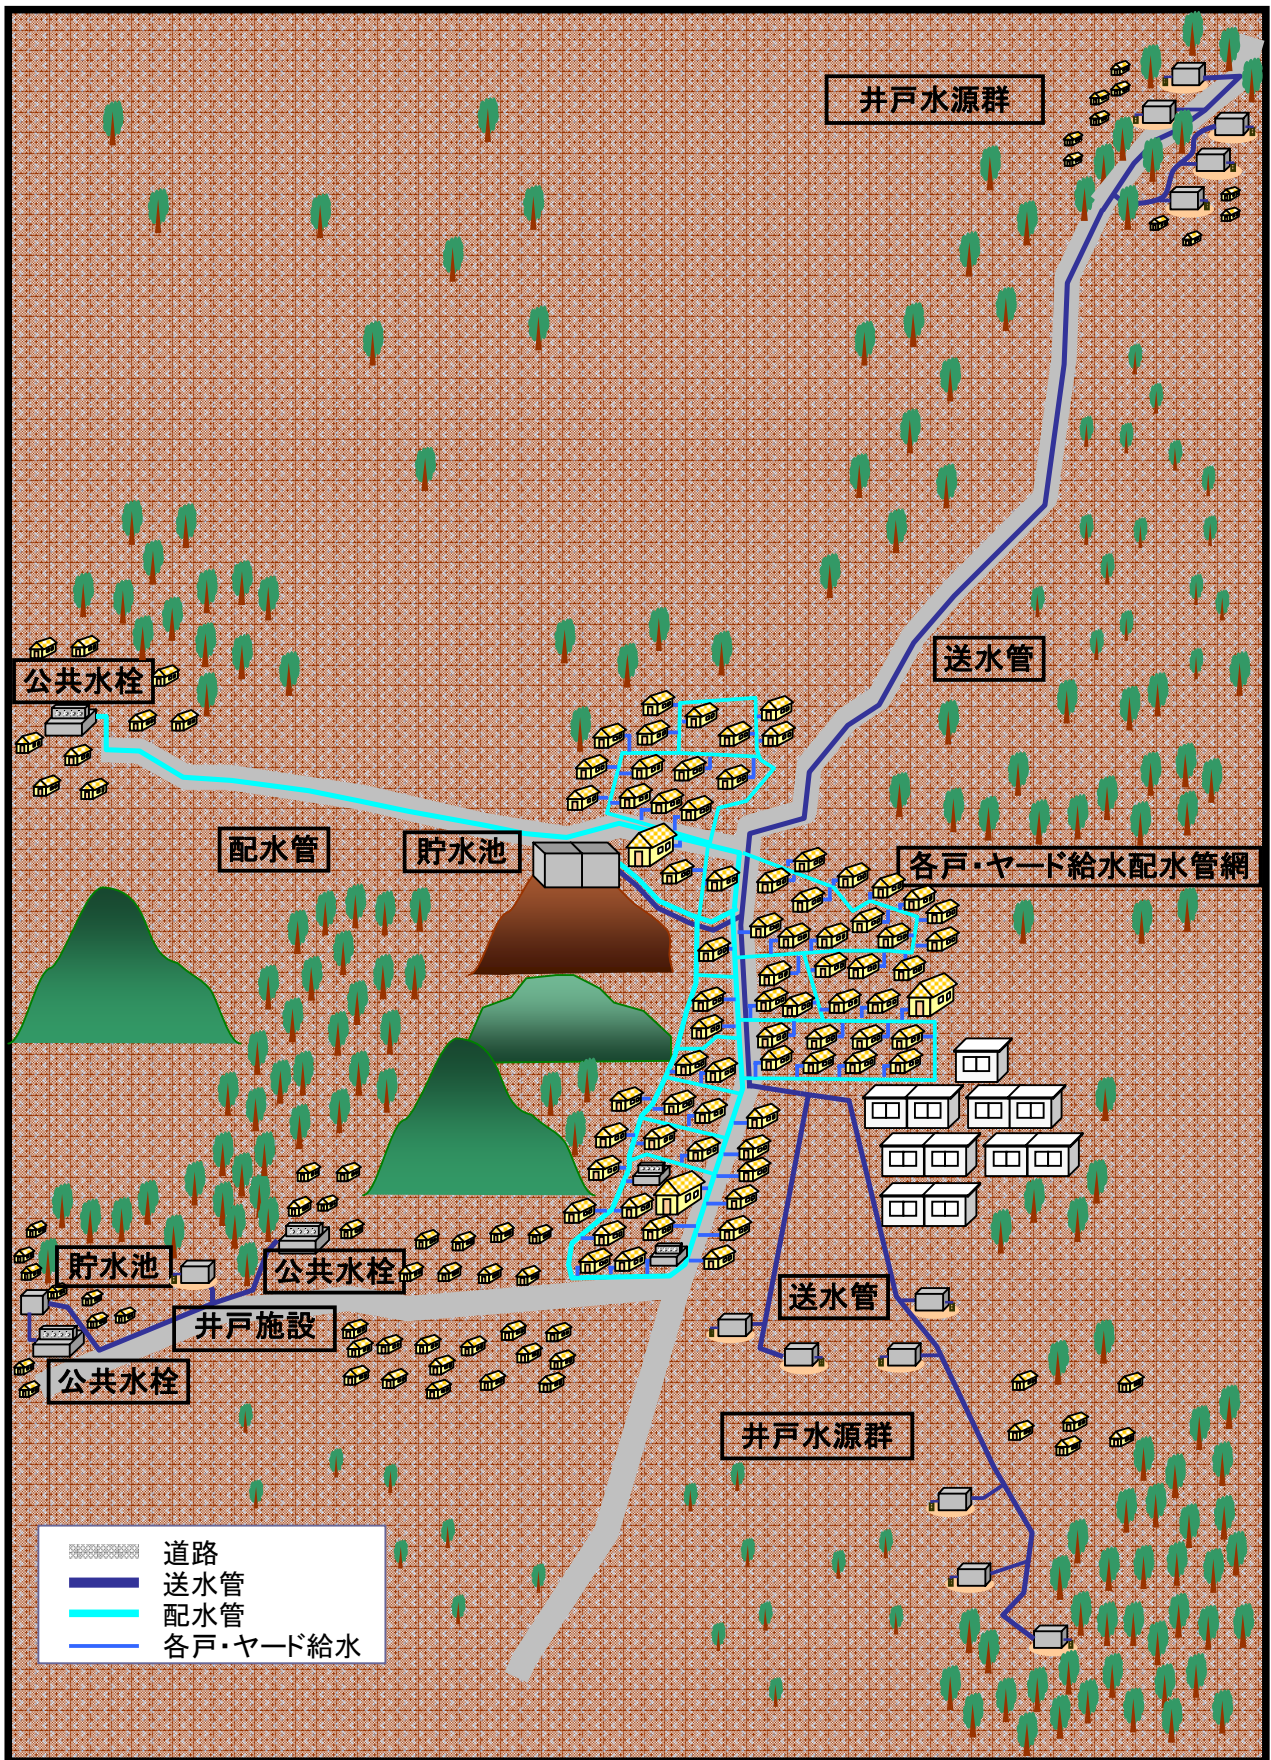 井戸水源群
送水管
公共水栓
配水管
貯水池
各戸・ヤード給水配水管網
貯水池
公共水栓
井戸施設
公共水栓
送水管
井戸水源群
道路
送水管
配水管
各戸・ヤード給水